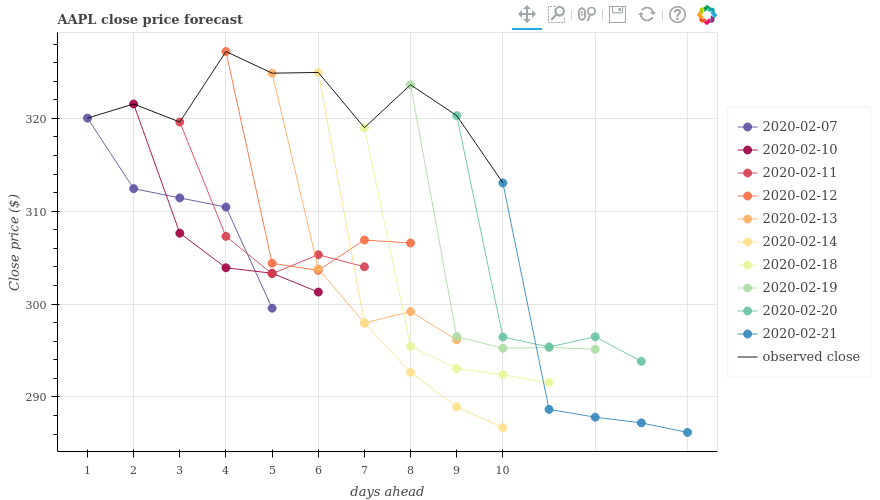 AAPL close price forecast
320
310
300
290
Close price ($)
1 2 3 4 5 6 7 8 9 10
days ahead
2020-02-07
2020-02-10
2020-02-11
2020-02-12
2020-02-13
2020-02-14
2020-02-18
2020-02-19
2020-02-20
2020-02-21
observed close